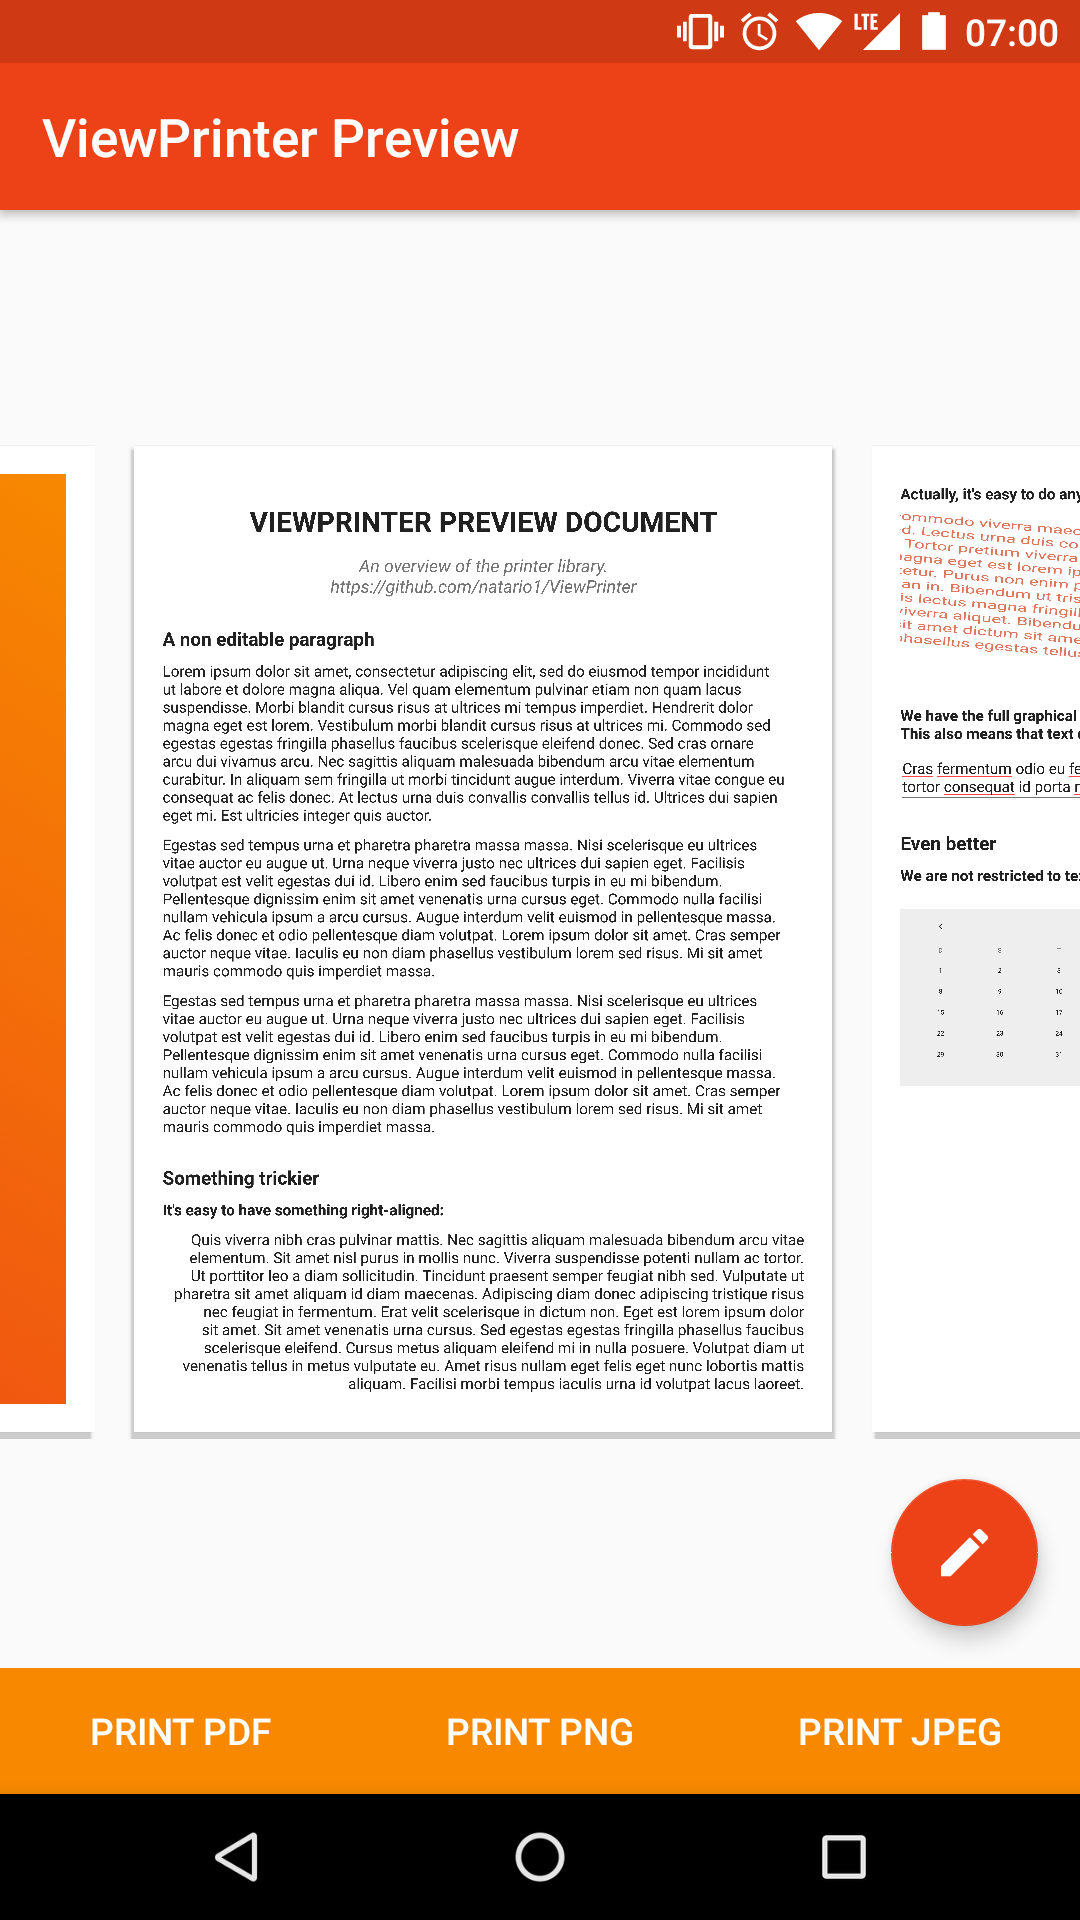 LTE 07:00
ViewPrinter Preview
VIEWPRINTER PREVIEW DOCUMENT
An overview of the printer library.
https://github.com/natario1/ViewPrinter
A non editable paragraph
Lorem ipsum dolor sit amet, consectetur adipiscing elit, sed do eiusmod tempor incididunt
ut labore et dolore magna aliqua. Vel quam elementum pulvinar etiam non quam lacus
suspendisse. Morbi blandit cursus risus at ultrices mi tempus imperdiet. Hendrerit dolor
magna eget est lorem. Vestibulum morbi blandit cursus risus at ultrices mi. Commodo sed
egestas egestas fringilla phasellus faucibus scelerisque eleifend donec. Sed cras ornare
arcu dui vivamus arcu. Nec sagittis aliquam malesuada bibendum arcu vitae elementum
curabitur. In aliquam sem fringilla ut morbi tincidunt augue interdum. Viverra vitae congue eu
consequat ac felis donec. At lectus urna duis convallis convallis tellus id. Ultrices dui sapien
eget mi. Est ultricies integer quis auctor.
Egestas sed tempus urna et pharetra pharetra massa massa. Nisi scelerisque eu ultrices
vitae auctor eu augue ut. Urna neque viverra justo nec ultrices dui sapien eget. Facilisis
volutpat est velit egestas dui id. Libero enim sed faucibus turpis in eu mi bibendum.
Pellentesque dignissim enim sit amet venenatis urna cursus eget. Commodo nulla facilisi
nullam vehicula ipsum a arcu cursus. Augue interdum velit euismod in pellentesque massa.
Ac felis donec et odio pellentesque diam volutpat. Lorem ipsum dolor sit amet. Cras semper
auctor neque vitae. Iaculis eu non diam phasellus vestibulum lorem sed risus. Mi sit amet
mauris commodo quis imperdiet massa.
Egestas sed tempus urna et pharetra pharetra massa massa. Nisi scelerisque eu ultrices
vitae auctor eu augue ut. Urna neque viverra justo nec ultrices dui sapien eget. Facilisis
volutpat est velit egestas dui id. Libero enim sed faucibus turpis in eu mi bibendum.
Pellentesque dignissim enim sit amet venenatis urna cursus eget. Commodo nulla facilisi
nullam vehicula ipsum a arcu cursus. Augue interdum velit euismod in pellentesque massa.
Ac felis donec et odio pellentesque diam volutpat. Lorem ipsum dolor sit amet. Cras semper
auctor neque vitae. Iaculis eu non diam phasellus vestibulum lorem sed risus. Mi sit amet
mauris commodo quis imperdiet massa.
Something trickier
It's easy to have something right-aligned:
Quis viverra nibh cras pulvinar mattis. Nec sagittis aliquam malesuada bibendum arcu vitae
elementum. Sit amet nisl purus in mollis nunc. Viverra suspendisse potenti nullam ac tortor.
Ut porttitor leo a diam sollicitudin. Tincidunt praesent semper feugiat nibh sed. Vulputate ut
pharetra sit amet aliquam id diam maecenas. Adipiscing diam donec adipiscing tristique risus
nec feugiat in fermentum. Erat velit scelerisque in dictum non. Eget est lorem ipsum dolor
sit amet. Sit amet venenatis urna cursus. Sed egestas egestas fringilla phasellus faucibus
scelerisque eleifend. Cursus metus aliquam eleifend mi in nulla posuere. Volutpat diam ut
venenatis tellus in metus vulputate eu. Amet risus nullam eget felis eget nunc lobortis mattis
aliquam. Facilisi morbi tempus iaculis urna id volutpat lacus laoreet.
Actually, it's easy to do any
ommodo viverra maec
d. Lectus urna duis co
Tortor pretium viverra
agna eget est lorem ip
etur. Purus non enim p
an in. Bibendum ut tris
is lectus magna fringill
viverra aliquet. Bibendu
sit amet dictum sit ame
phasellus egestas tellus
We have the full graphical
This also means that text
Cras fermentum odio eu fe
tortor consequat id porta
Even better
We are not restricted to te
D S T
1 2 3
8 9 10
15 16 17
22 23 24
29 30 31
PRINT PDF PRINT PNG PRINT JPEG